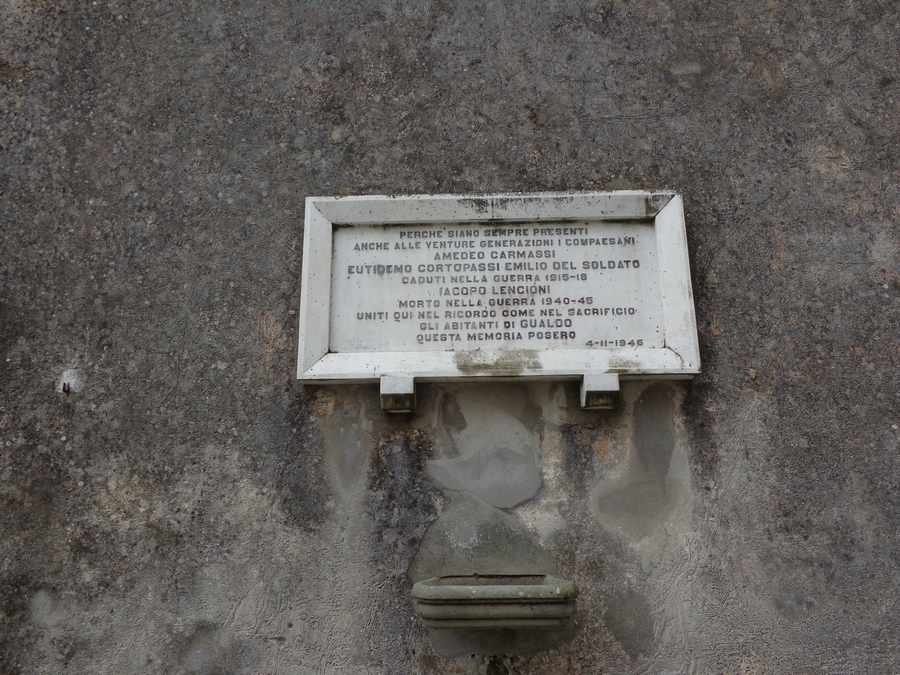 PERCHÈ SIANO SEMPRE PRESENTI
ANCHE ALLE VENTURE GENERAZIONI I COMPAESANI
AMEDEO CARMASSI
EUTIDEMO CORTOPASSI EMILIO DEL SOLDATO
CADUTI NELLA GUERRA 1915-18
IACOPO LENCIONI
MORTO NELLA GUERRA 1940-45
UNITI QUI NEL RICORDO COME NEL SACRIFICIO
GLI ABITANTI DI GUALDO
QUESTA MEMORIA POSERO
4-11-1946